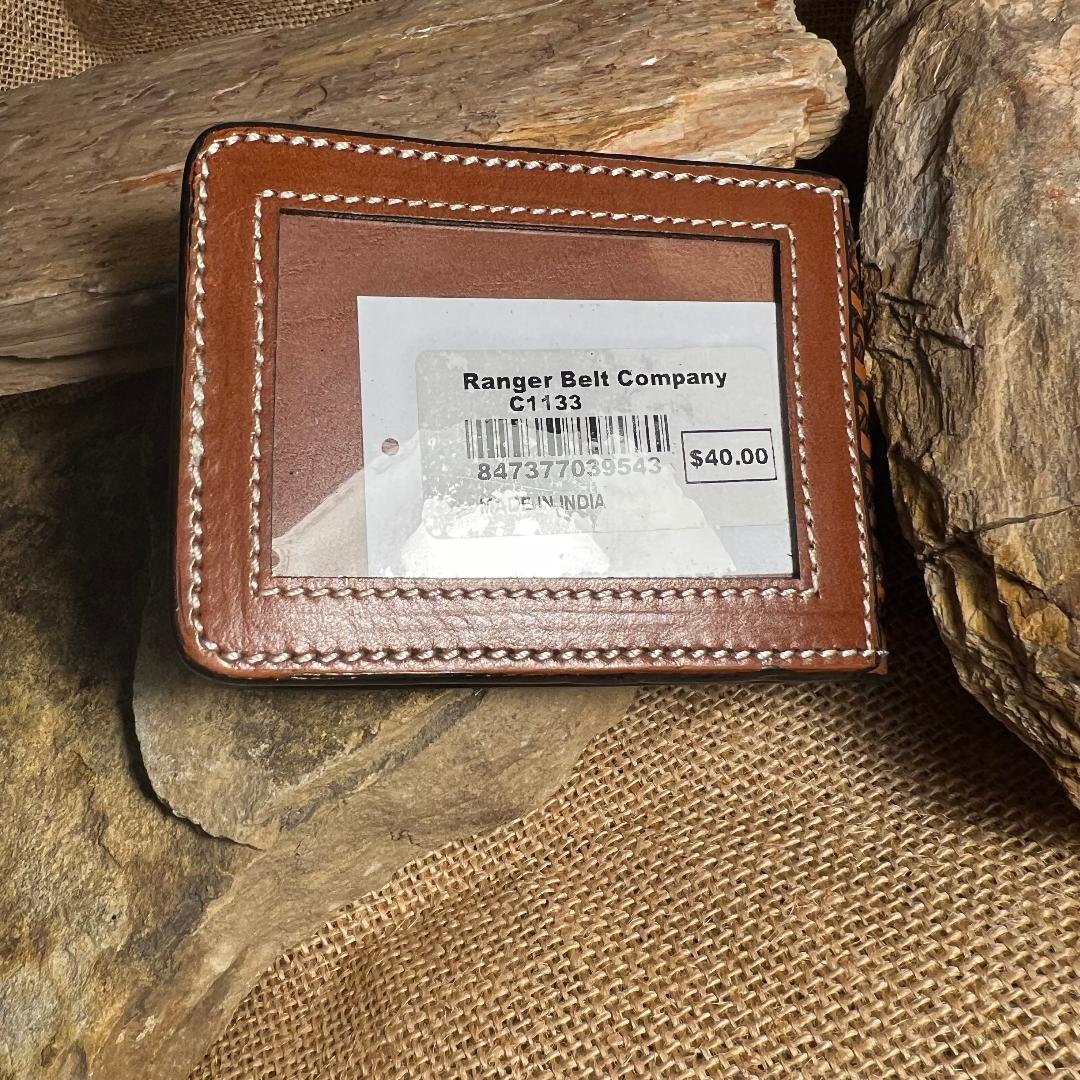 Ranger Belt Company
C1133
847377039543
$40.00
MADE IN INDIA